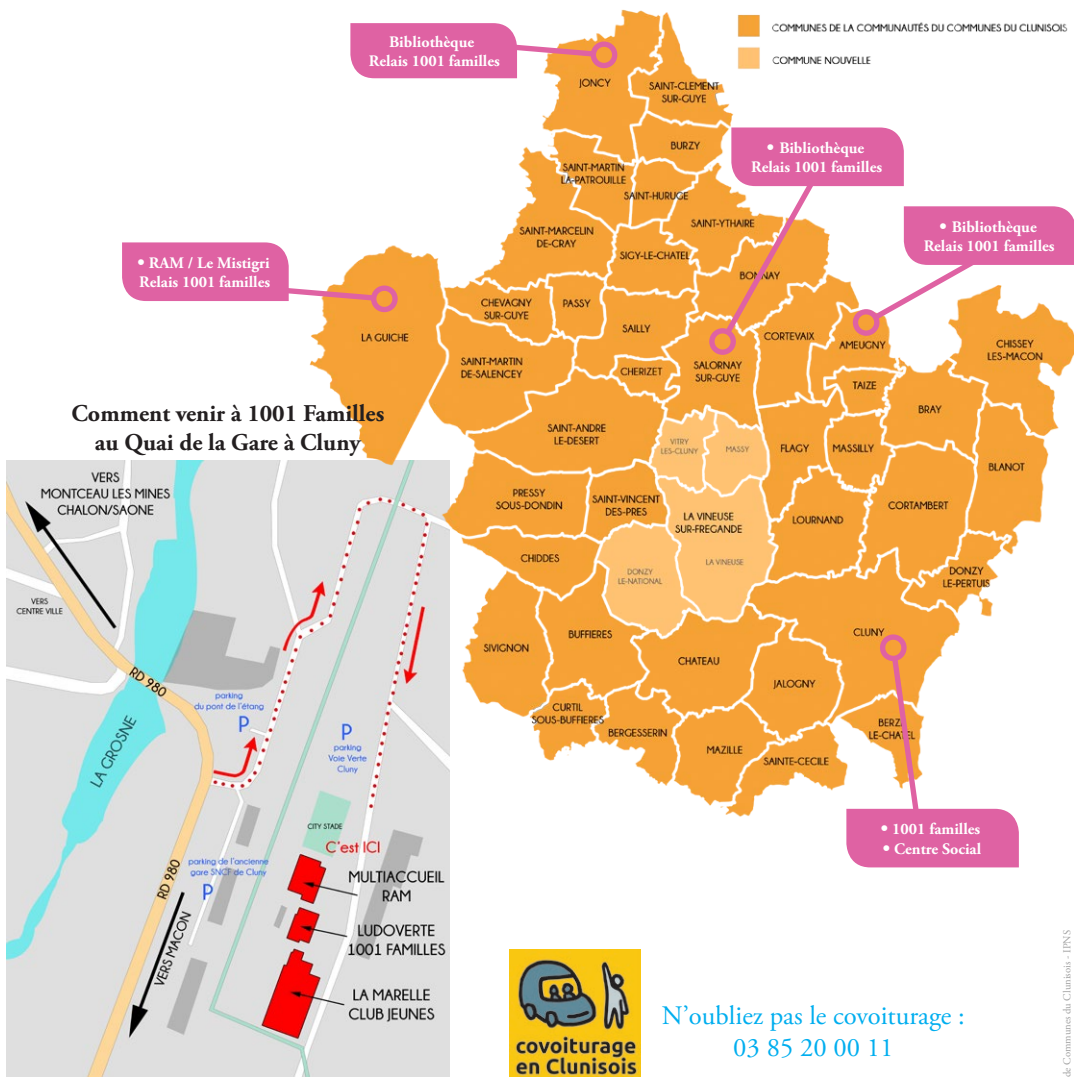 COMMUNES DE LA COMMUNAUTÉS DU COMMUNES DU CLUNISOIS
COMMUNE NOUVELLE
Bibliothèque
Relais 1001 familles
• Bibliothèque
Relais 1001 familles
• Bibliothèque
Relais 1001 familles
• RAM / Le Mistigri
Relais 1001 familles
JONCY
SAINT-CLEMENT
SUR-GUYE
BURZY
SAINT-MARTIN
LA-PATROUILLE
SAINT-HURUGE
SAINT-YTHAIRE
SAINT-MARCELIN
DE-CRAY
SIGY-LE-CHATEL
BONNAY
CHEVAGNY
SUR-GUYE
PASSY
SAILLY
LA GUICHE
CORTEVAIX
AMEUGNY
CHISSEY
LES-MACON
SAINT-MARTIN
DE-SALENCEY
CHERIZET
SALORNAY
SUR-GUYE
TAIZE
BRAY
SAINT-ANDRE
LE-DESERT
VITRY
LES-CLUNY
MASSY
FLAGY
MASSILLY
BLANOT
PRESSY
SOUS-DONDIN
SAINT-VINCENT
DES-PRES
LA VINEUSE
SUR-FREGANDE
LOURNAND
CORTAMBERT
CHIDDES
DONZY
LE-NATIONAL
LA VINEUSE
DONZY
LE-PERTUIS
SIVIGNON
BUFFIERES
CHATEAU
CLUNY
JALOGNY
CURTIL
SOUS-BUFFIERES
BERGESSERIN
MAZILLE
SAINTE-CECILE
BERZE
LE-CHATEL
• 1001 familles
• Centre Social
Comment venir à 1001 Familles
au Quai de la Gare à Cluny
VERS
MONTCEAU LES MINES
CHALON/SAONE
VERS
CENTRE VILLE
RD 980
LA GROSNE
parking
du pont de l'étang
P
P
parking
Voie Verte
Cluny
CITY STADE
C'est ICI
parking de l'ancienne
gare SNCF de Cluny
P
MULTIACCUEIL
RAM
RD 980
LUDOVERTE
1001 FAMILLES
VERS MACON
LA MARELLE
CLUB JEUNES
covoiturage
en Clunisois
N'oubliez pas le covoiturage :
03 85 20 00 11
de Communes du Clunisois - IPNS